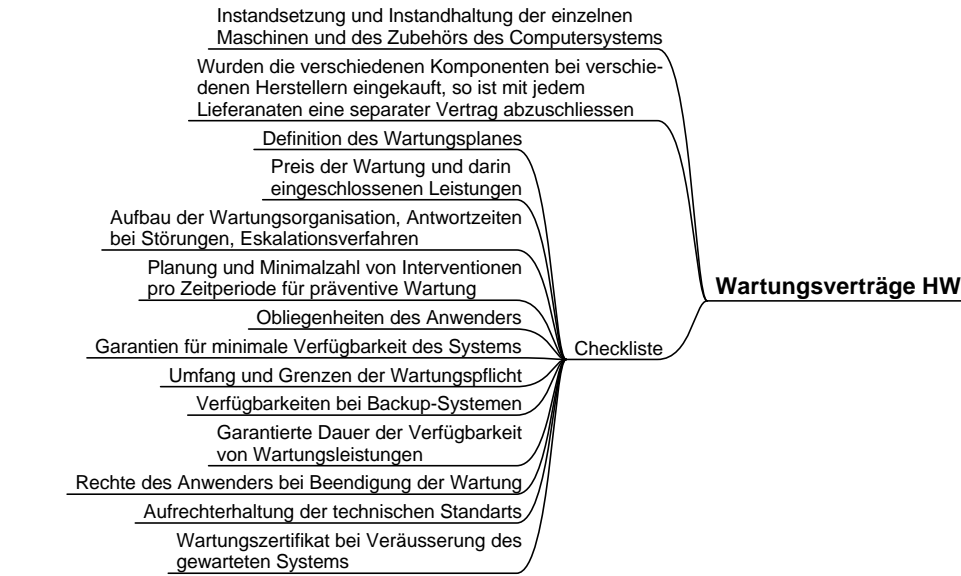 Instandsetzung und Instandhaltung der einzelnen
Maschinen und des Zubehörs des Computersystems
Wurden die verschiedenen Komponenten bei verschie-
denen Herstellern eingekauft, so ist mit jedem
Lieferanaten eine separater Vertrag abzuschliessen
Definition des Wartungsplanes
Preis der Wartung und darin
eingeschlossenen Leistungen
Aufbau der Wartungsorganisation, Antwortzeiten
bei Störungen, Eskalationsverfahren
Planung und Minimalzahl von Interventionen
pro Zeitperiode für präventive Wartung
Obliegenheiten des Anwenders
Garantien für minimale Verfügbarkeit des Systems
Umfang und Grenzen der Wartungspflicht
Verfügbarkeiten bei Backup-Systemen
Garantierte Dauer der Verfügbarkeit
von Wartungsleistungen
Rechte des Anwenders bei Beendigung der Wartung
Aufrechterhaltung der technischen Standarts
Wartungszertifikat bei Veräusserung des
gewarteten Systems
Checkliste
Wartungsverträge HW